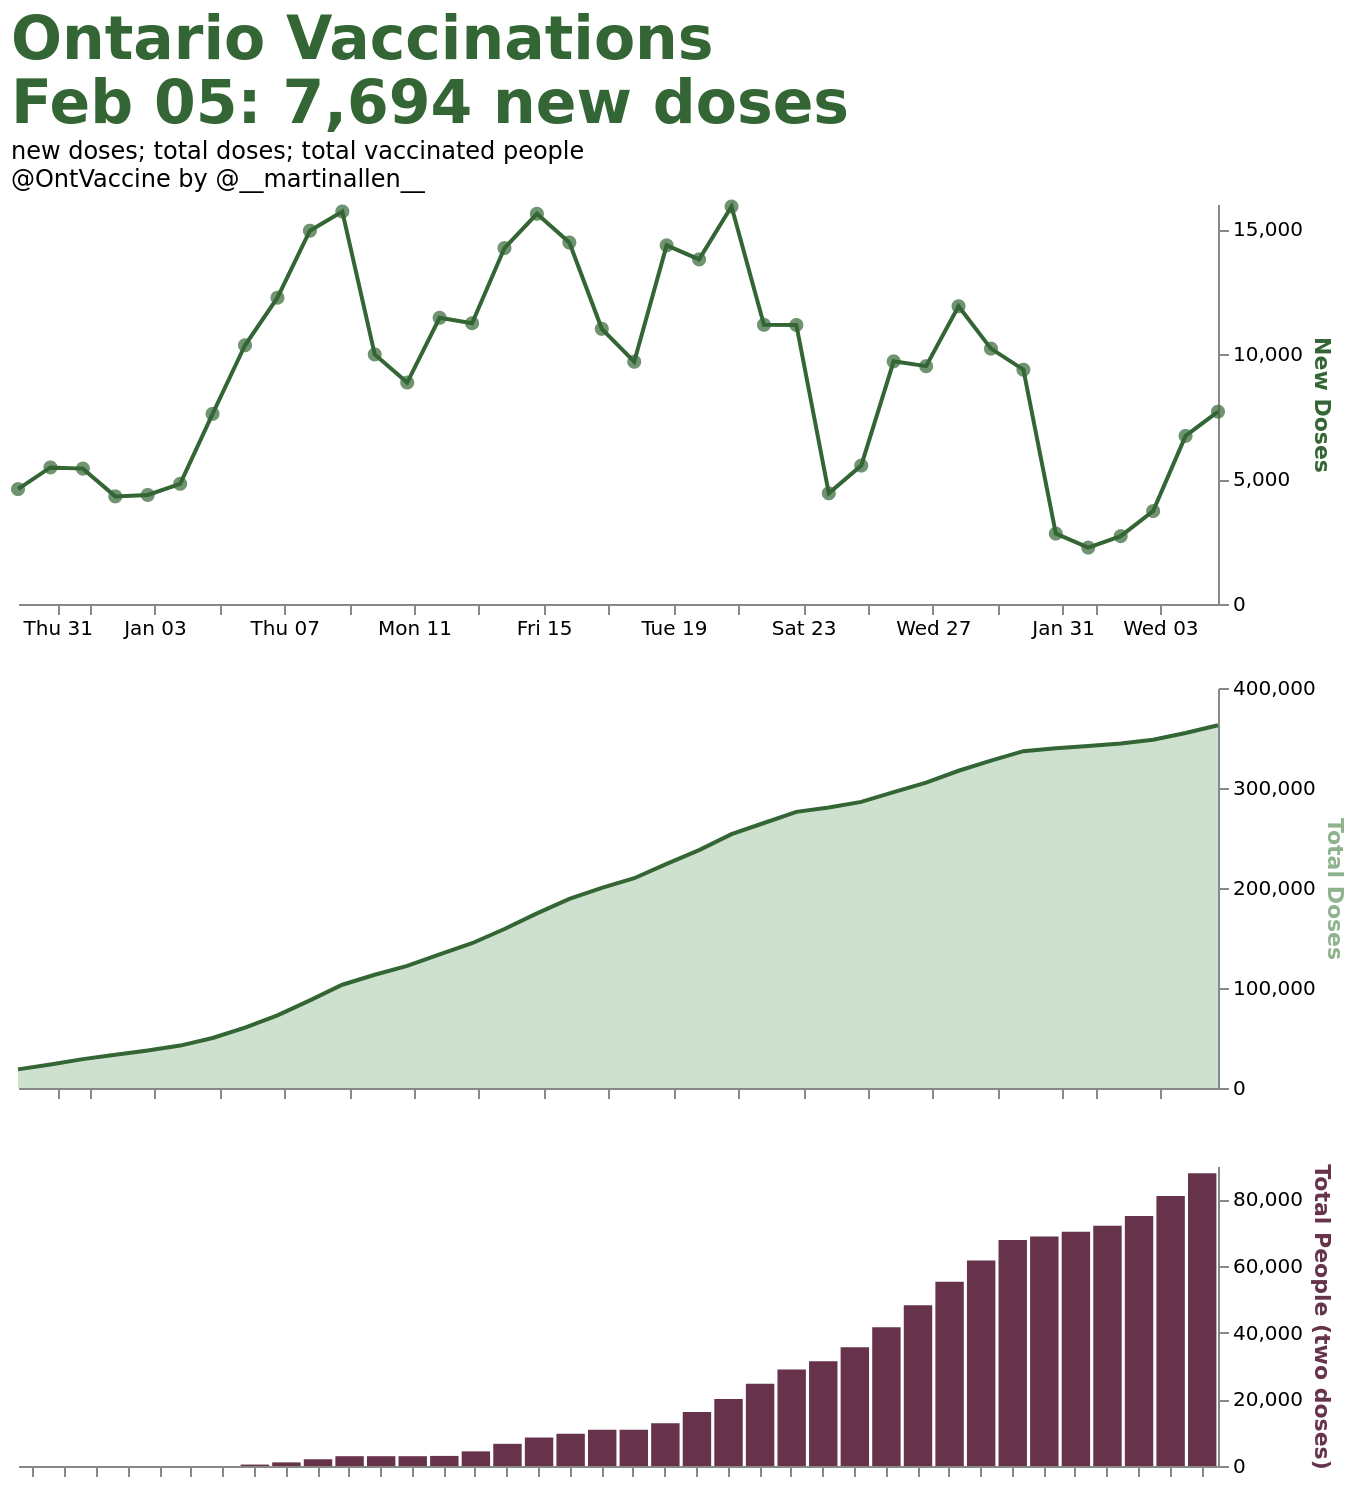 Ontario Vaccinations
Feb 05: 7,694 new doses
new doses; total doses; total vaccinated people
@OntVaccine by @__martinallen__
15,000
10,000
5,000
0
New Doses
Thu 31 Jan 03 Thu 07 Mon 11 Fri 15 Tue 19 Sat 23 Wed 27 Jan 31 Wed 03
400,000
300,000
200,000
100,000
0
Total Doses
80,000
60,000
40,000
20,000
0
Total People (two doses)